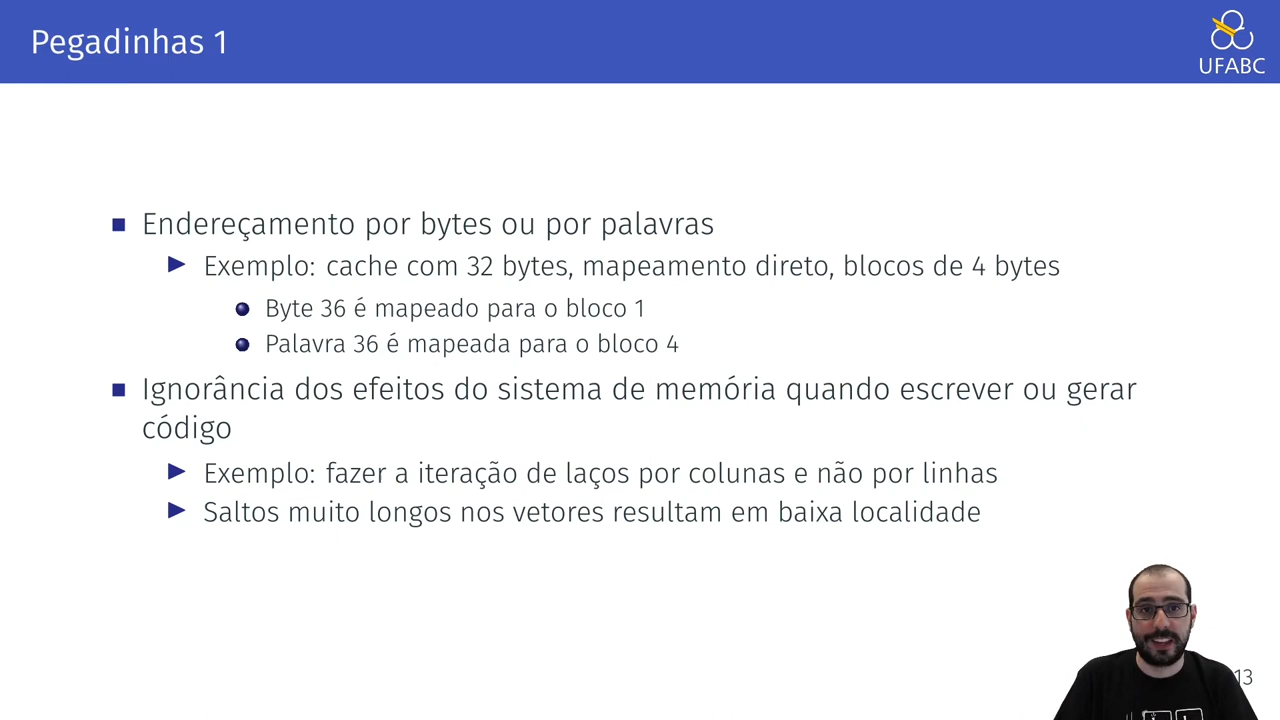 Pegadinhas 1
UFABC
Endereçamento por bytes ou por palavras
Exemplo: cache com 32 bytes, mapeamento direto, blocos de 4 bytes
Byte 36 é mapeado para o bloco 1
Palavra 36 é mapeada para o bloco 4
Ignorância dos efeitos do sistema de memória quando escrever ou gerar
código
Exemplo: fazer a iteração de laços por colunas e não por linhas
Saltos muito longos nos vetores resultam em baixa localidade
13